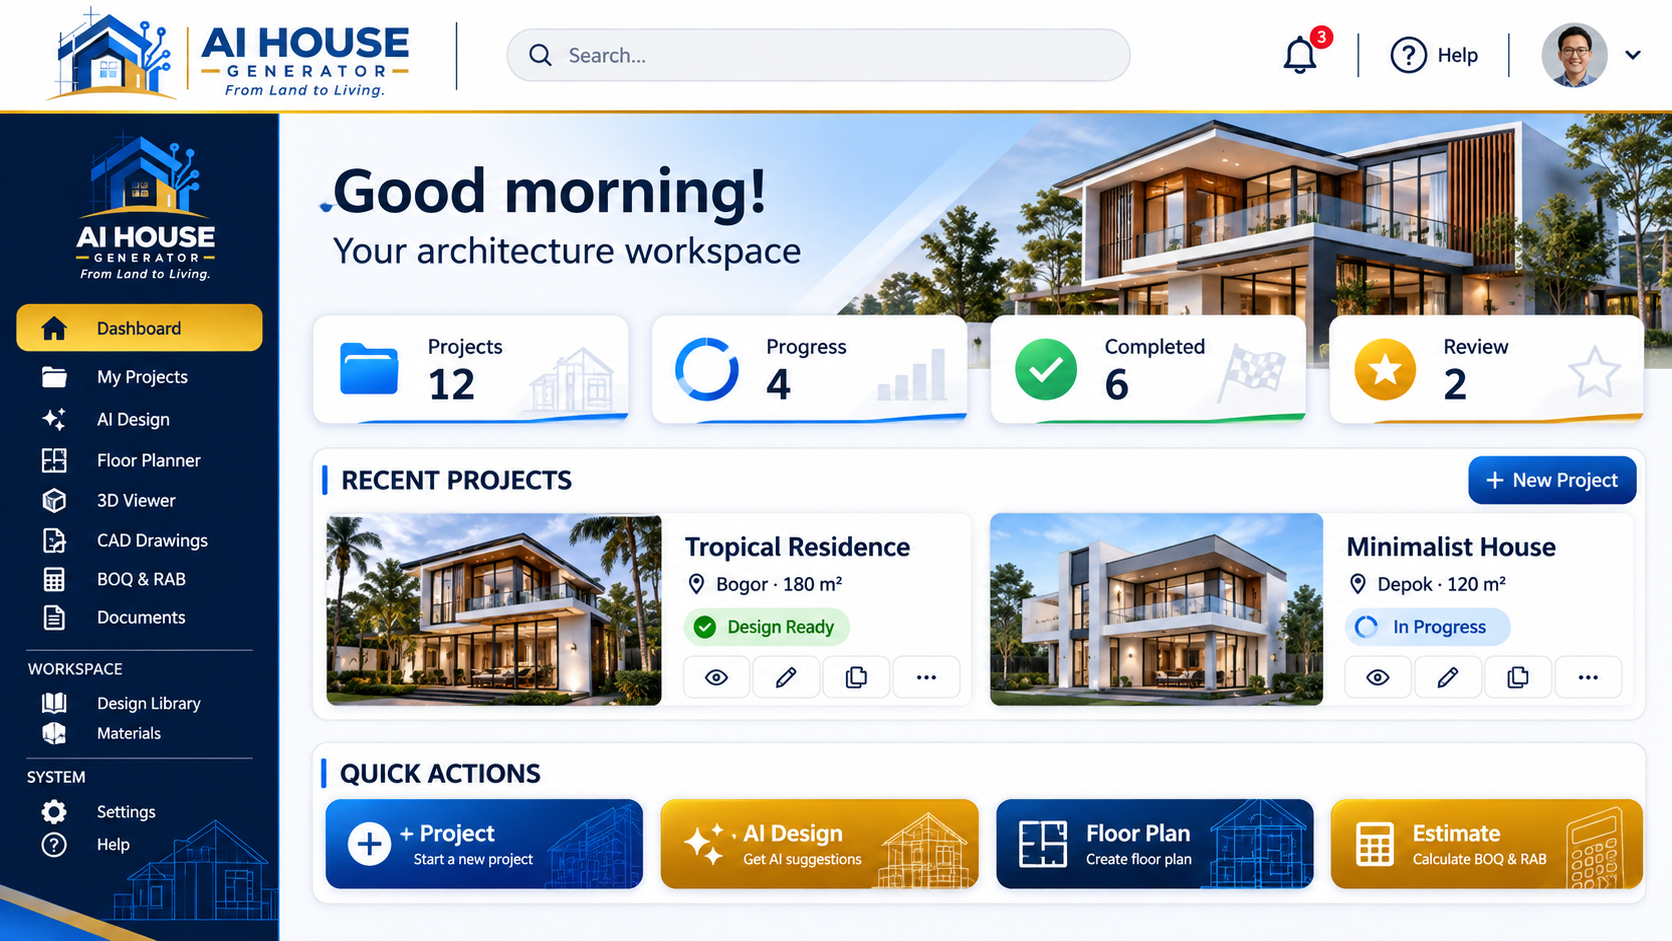 AI HOUSE
GENERATOR
From Land to Living.
Search...
3
Help
AI HOUSE
GENERATOR
From Land to Living.
Dashboard
My Projects
AI Design
Floor Planner
3D Viewer
CAD Drawings
BOQ & RAB
Documents
WORKSPACE
Design Library
Materials
SYSTEM
Settings
Help
Good morning!
Your architecture workspace
Projects
12
Progress
4
Completed
6
Review
2
RECENT PROJECTS
+ New Project
Tropical Residence
Bogor · 180 m²
Design Ready
Minimalist House
Depok · 120 m²
In Progress
QUICK ACTIONS
+ Project
Start a new project
AI Design
Get AI suggestions
Floor Plan
Create floor plan
Estimate
Calculate BOQ & RAB